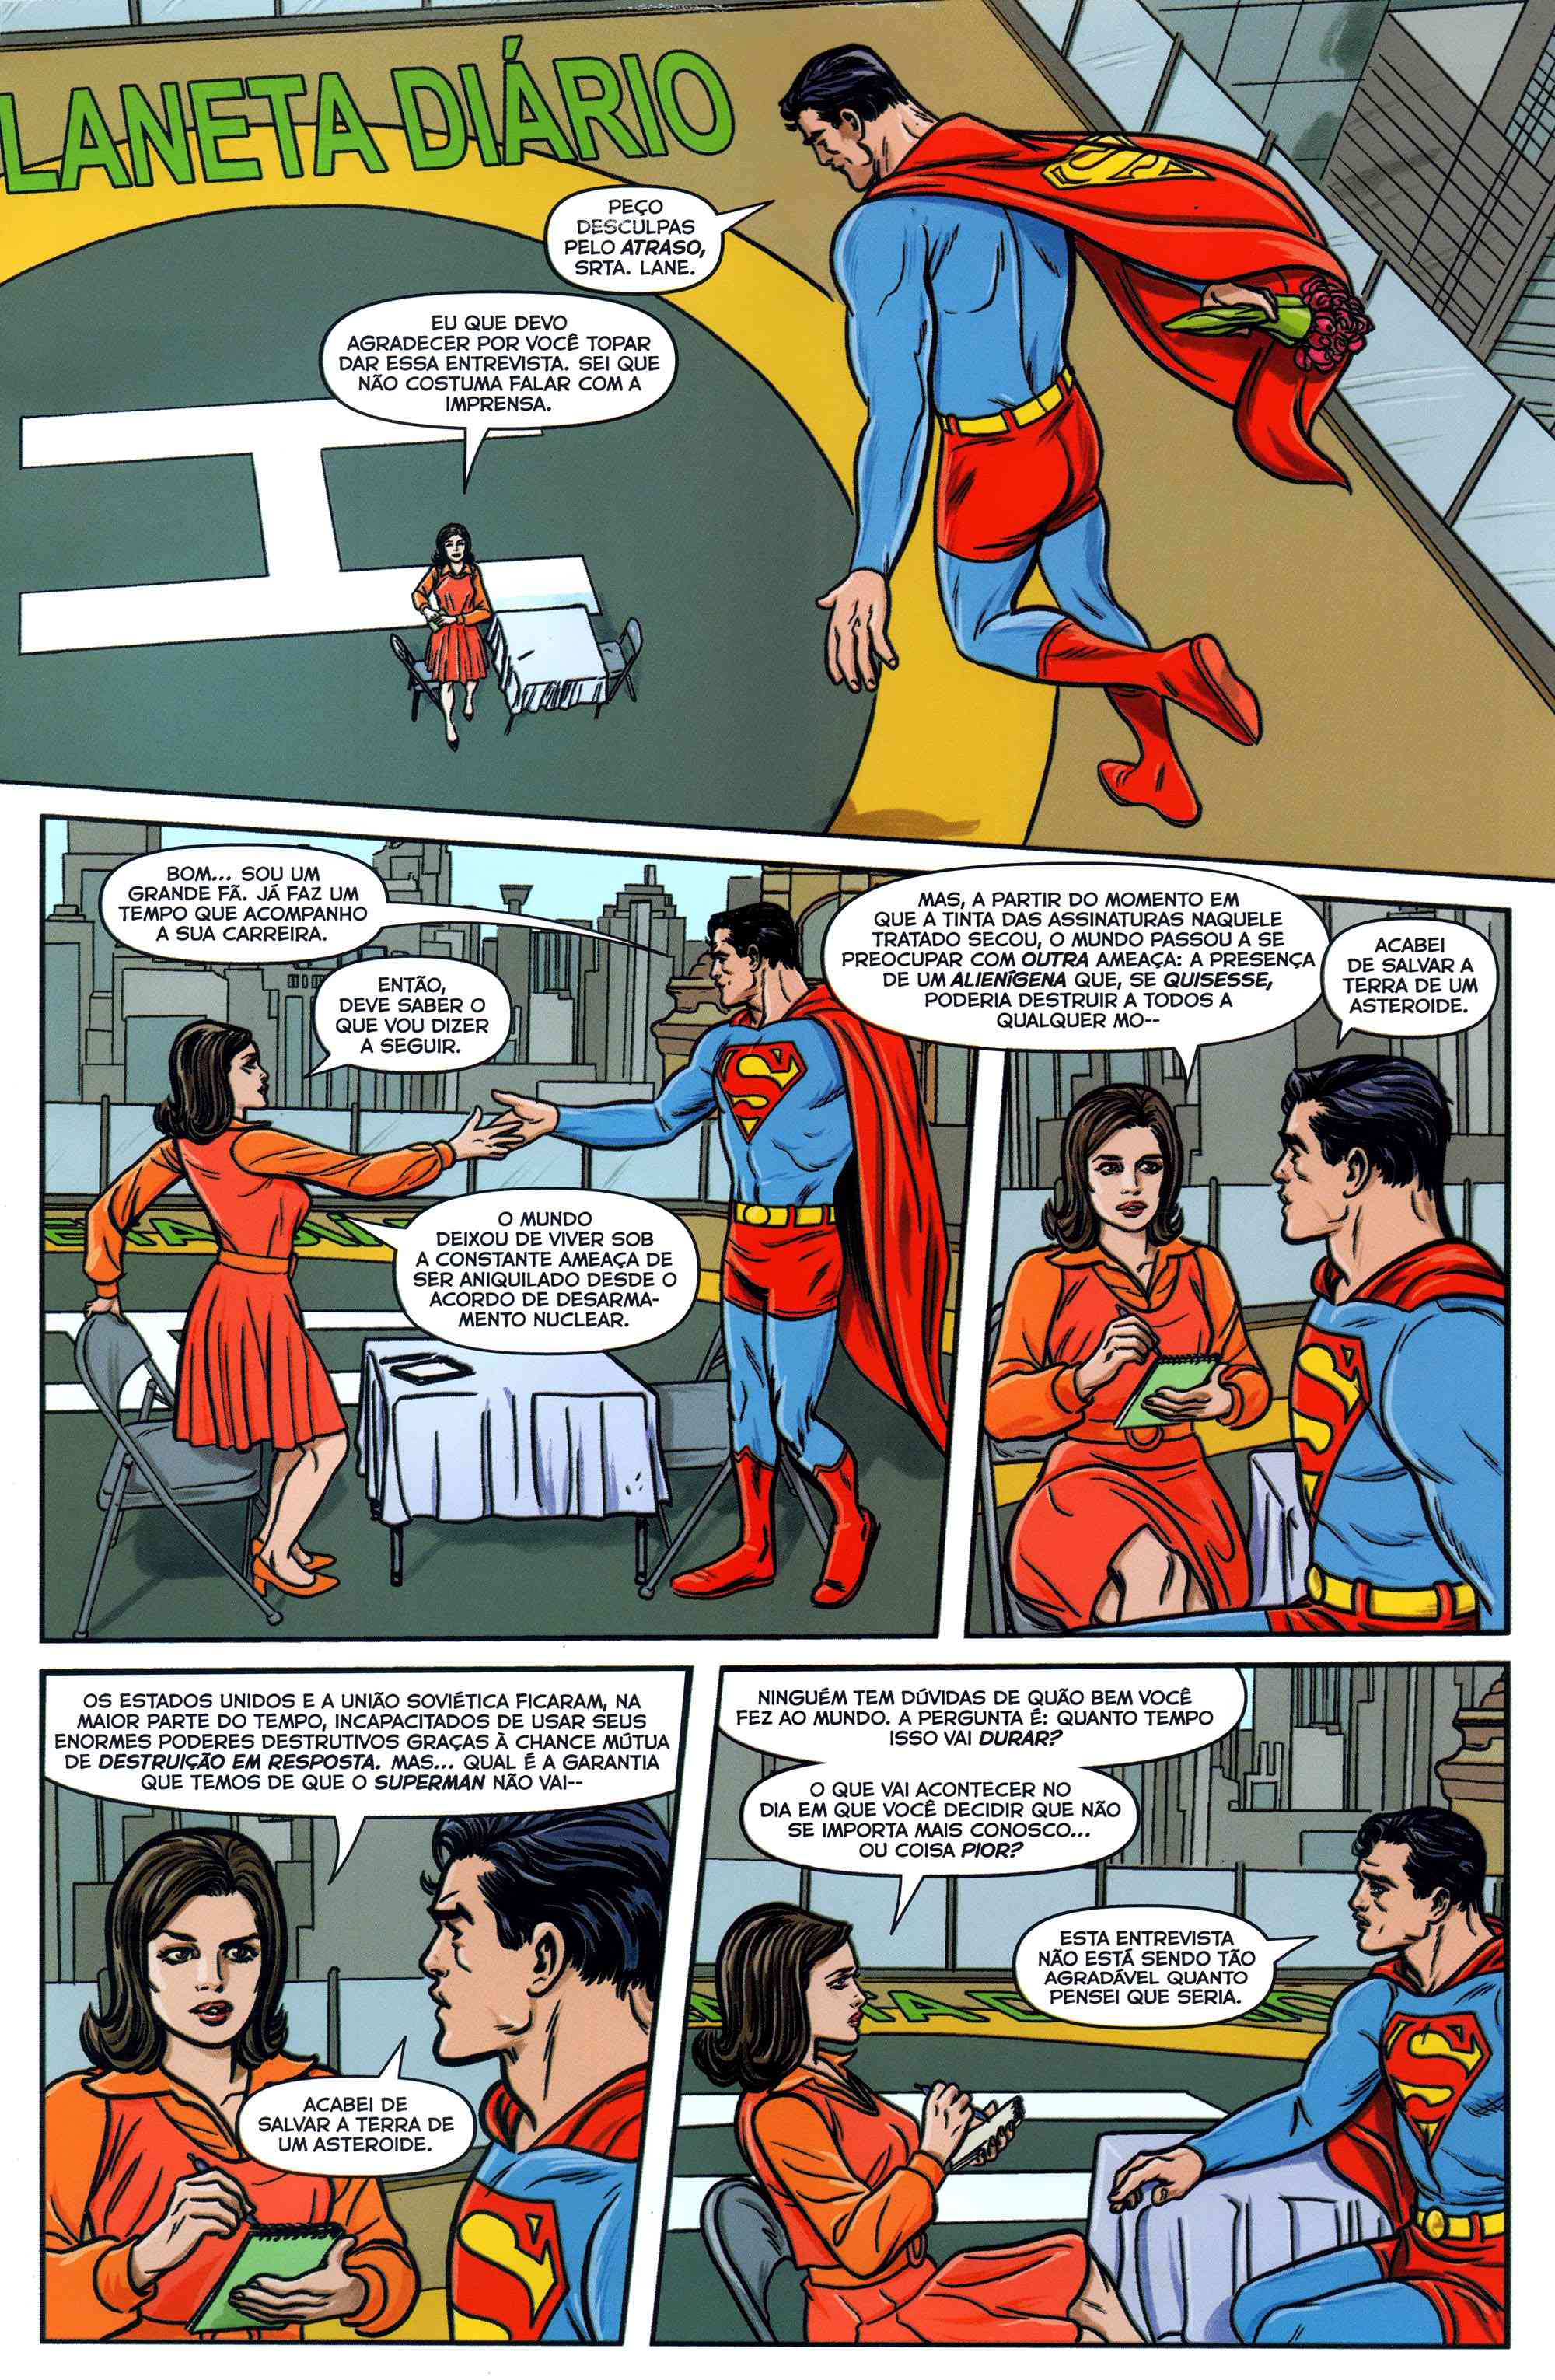 LANETA DIÁRIO
PEÇO
DESCULPAS
PELO ATRASO,
SRTA. LANE.
EU QUE DEVO
AGRADECER POR VOCÊ TOPAR
DAR ESSA ENTREVISTA. SEI QUE
NÃO COSTUMA FALAR COM A
IMPRENSA.
H
BOM... SOU UM
GRANDE FÃ. JÁ FAZ UM
TEMPO QUE ACOMPANHO
A SUA CARREIRA.
ENTÃO,
DEVE SABER O
QUE VOU DIZER
A SEGUIR.
S
O MUNDO
DEIXOU DE VIVER SOB
A CONSTANTE AMEAÇA DE
SER ANIQUILADO DESDE O
ACORDO DE DESARMA-
MENTO NUCLEAR.
MAS, A PARTIR DO MOMENTO EM
QUE A TINTA DAS ASSINATURAS NAQUELE
TRATADO SECOU, O MUNDO PASSOU A SE
PREOCUPAR COM OUTRA AMEAÇA: A PRESENÇA
DE UM ALIENÍGENA QUE, SE QUISESSE,
PODERIA DESTRUIR A TODOS A
QUALQUER MO--
ACABEI
DE SALVAR A
TERRA DE UM
ASTEROIDE.
S
OS ESTADOS UNIDOS E A UNIÃO SOVIÉTICA FICARAM, NA
MAIOR PARTE DO TEMPO, INCAPACITADOS DE USAR SEUS
ENORMES PODERES DESTRUTIVOS GRAÇAS À CHANCE MÚTUA
DE DESTRUIÇÃO EM RESPOSTA. MAS... QUAL É A GARANTIA
QUE TEMOS DE QUE O SUPERMAN NÃO VAI--
ACABEI DE
SALVAR A TERRA DE
UM ASTEROIDE.
S
NINGUÉM TEM DÚVIDAS DE QUÃO BEM VOCÊ
FEZ AO MUNDO. A PERGUNTA É: QUANTO TEMPO
ISSO VAI DURAR?
O QUE VAI ACONTECER NO
DIA EM QUE VOCÊ DECIDIR QUE NÃO
SE IMPORTA MAIS CONOSCO...
OU COISA PIOR?
ESTA ENTREVISTA
NÃO ESTÁ SENDO TÃO
AGRADÁVEL QUANTO
PENSEI QUE SERIA.
S